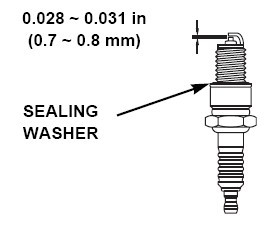 0.028 ~ 0.031 in
(0.7 ~ 0.8 mm)
SEALING
WASHER